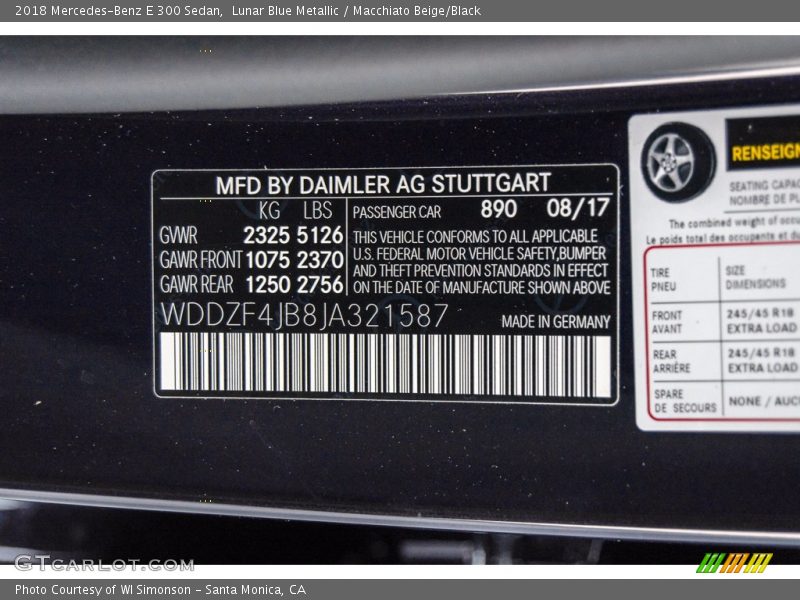 2018 Mercedes-Benz E 300 Sedan, Lunar Blue Metallic / Macchiato Beige/Black
MFD BY DAIMLER AG STUTTGART
KG LBS
GVWR 2325 5126
GAWR FRONT 1075 2370
GAWR REAR 1250 2756
PASSENGER CAR 890 08/17
THIS VEHICLE CONFORMS TO ALL APPLICABLE
U.S. FEDERAL MOTOR VEHICLE SAFETY,BUMPER
AND THEFT PREVENTION STANDARDS IN EFFECT
ON THE DATE OF MANUFACTURE SHOWN ABOVE
WDDZF4JB8JA321587 MADE IN GERMANY
RENSEIGN
SEATING CAPAC
NOMBRE DE PL
The combined weight of occu
Le poids total des occupants et du
TIRE SIZE
PNEU DIMENSIONS
FRONT 245/45 R18
AVANT EXTRA LOAD
REAR 245/45 R18
ARRIÈRE EXTRA LOAD
SPARE NONE / AUC
DE SECOURS
GTcarlot.com
Photo Courtesy of WI Simonson - Santa Monica, CA